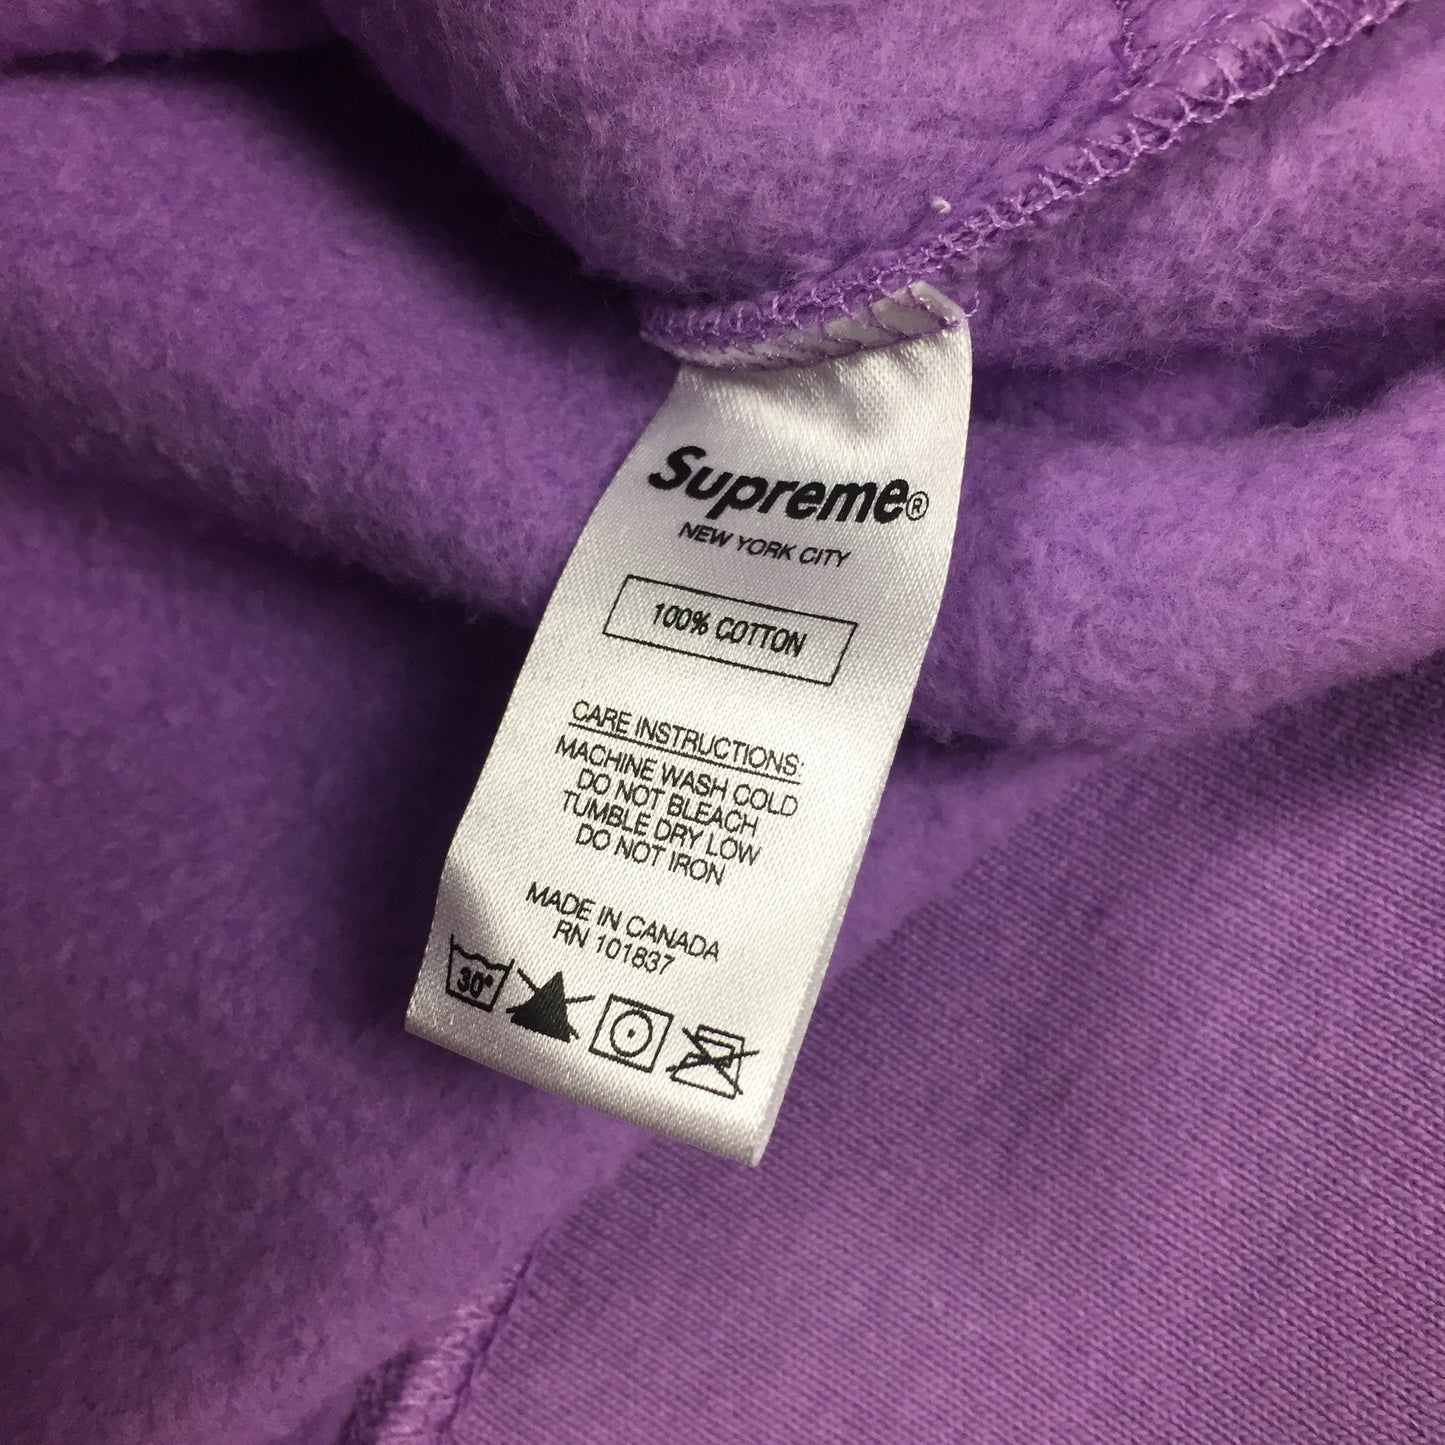 Supreme®
NEW YORK CITY
100% COTTON
CARE INSTRUCTIONS:
MACHINE WASH COLD
DO NOT BLEACH
TUMBLE DRY LOW
DO NOT IRON
MADE IN CANADA
RN 101837
30°